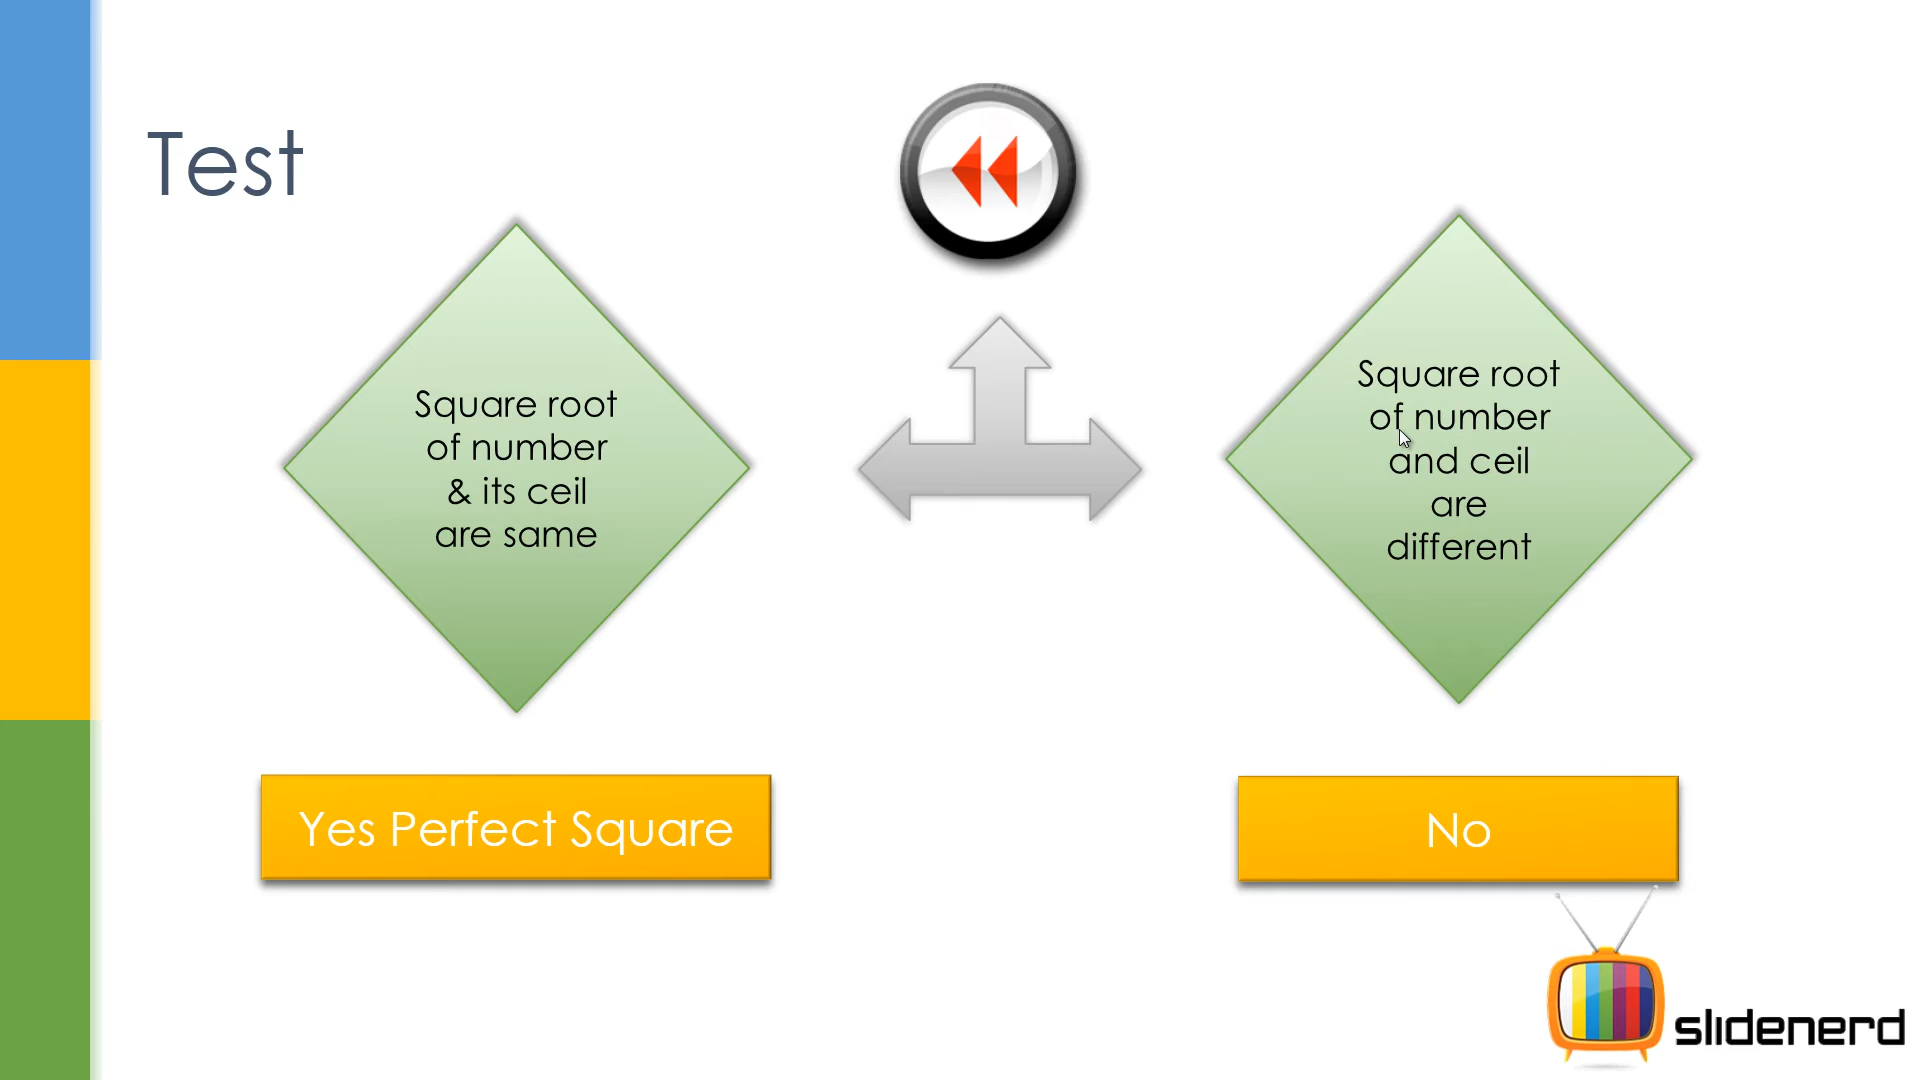 Test
Square root
of number
& its ceil
are same
Square root
of number
and ceil
are
different
Yes Perfect Square
No
slidenerd